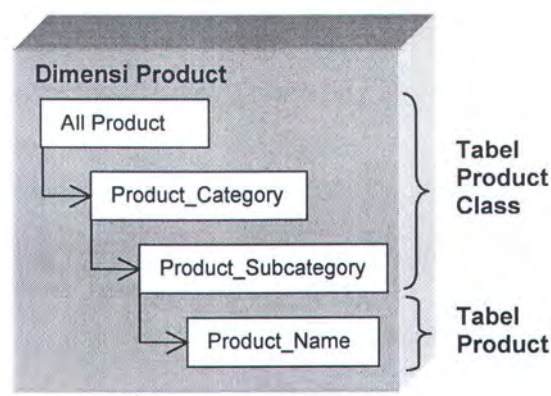 Dimensi Product
All Product
Product_Category
Product_Subcategory
Product_Name
Tabel
Product
Class
Tabel
Product